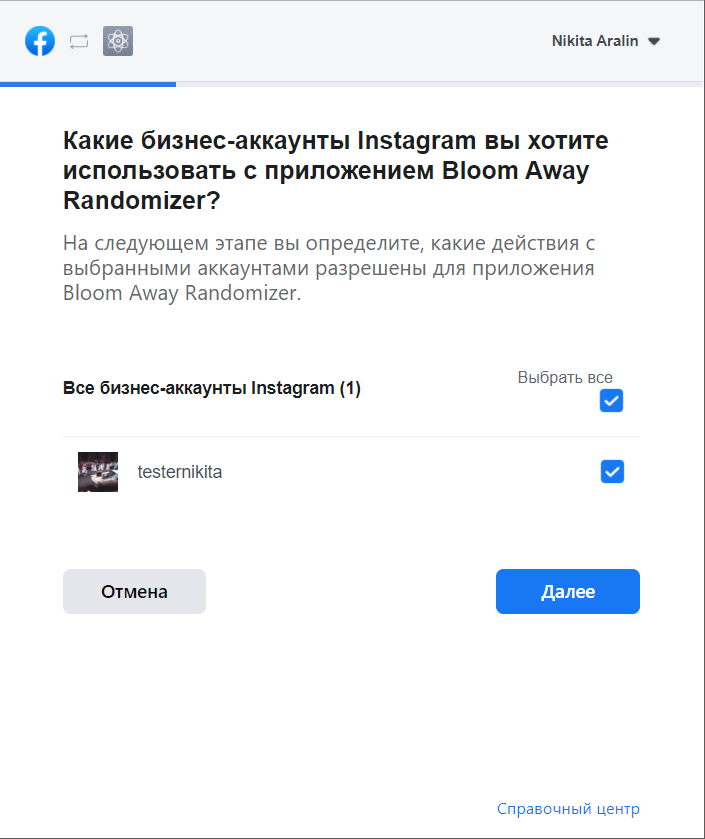 Nikita Aralin
Какие бизнес-аккаунты Instagram вы хотите
использовать с приложением Bloom Away
Randomizer?
На следующем этапе вы определите, какие действия с
выбранными аккаунтами разрешены для приложения
Bloom Away Randomizer.
Выбрать все
Все бизнес-аккаунты Instagram (1)
testernikita
Отмена
Далее
Справочный центр